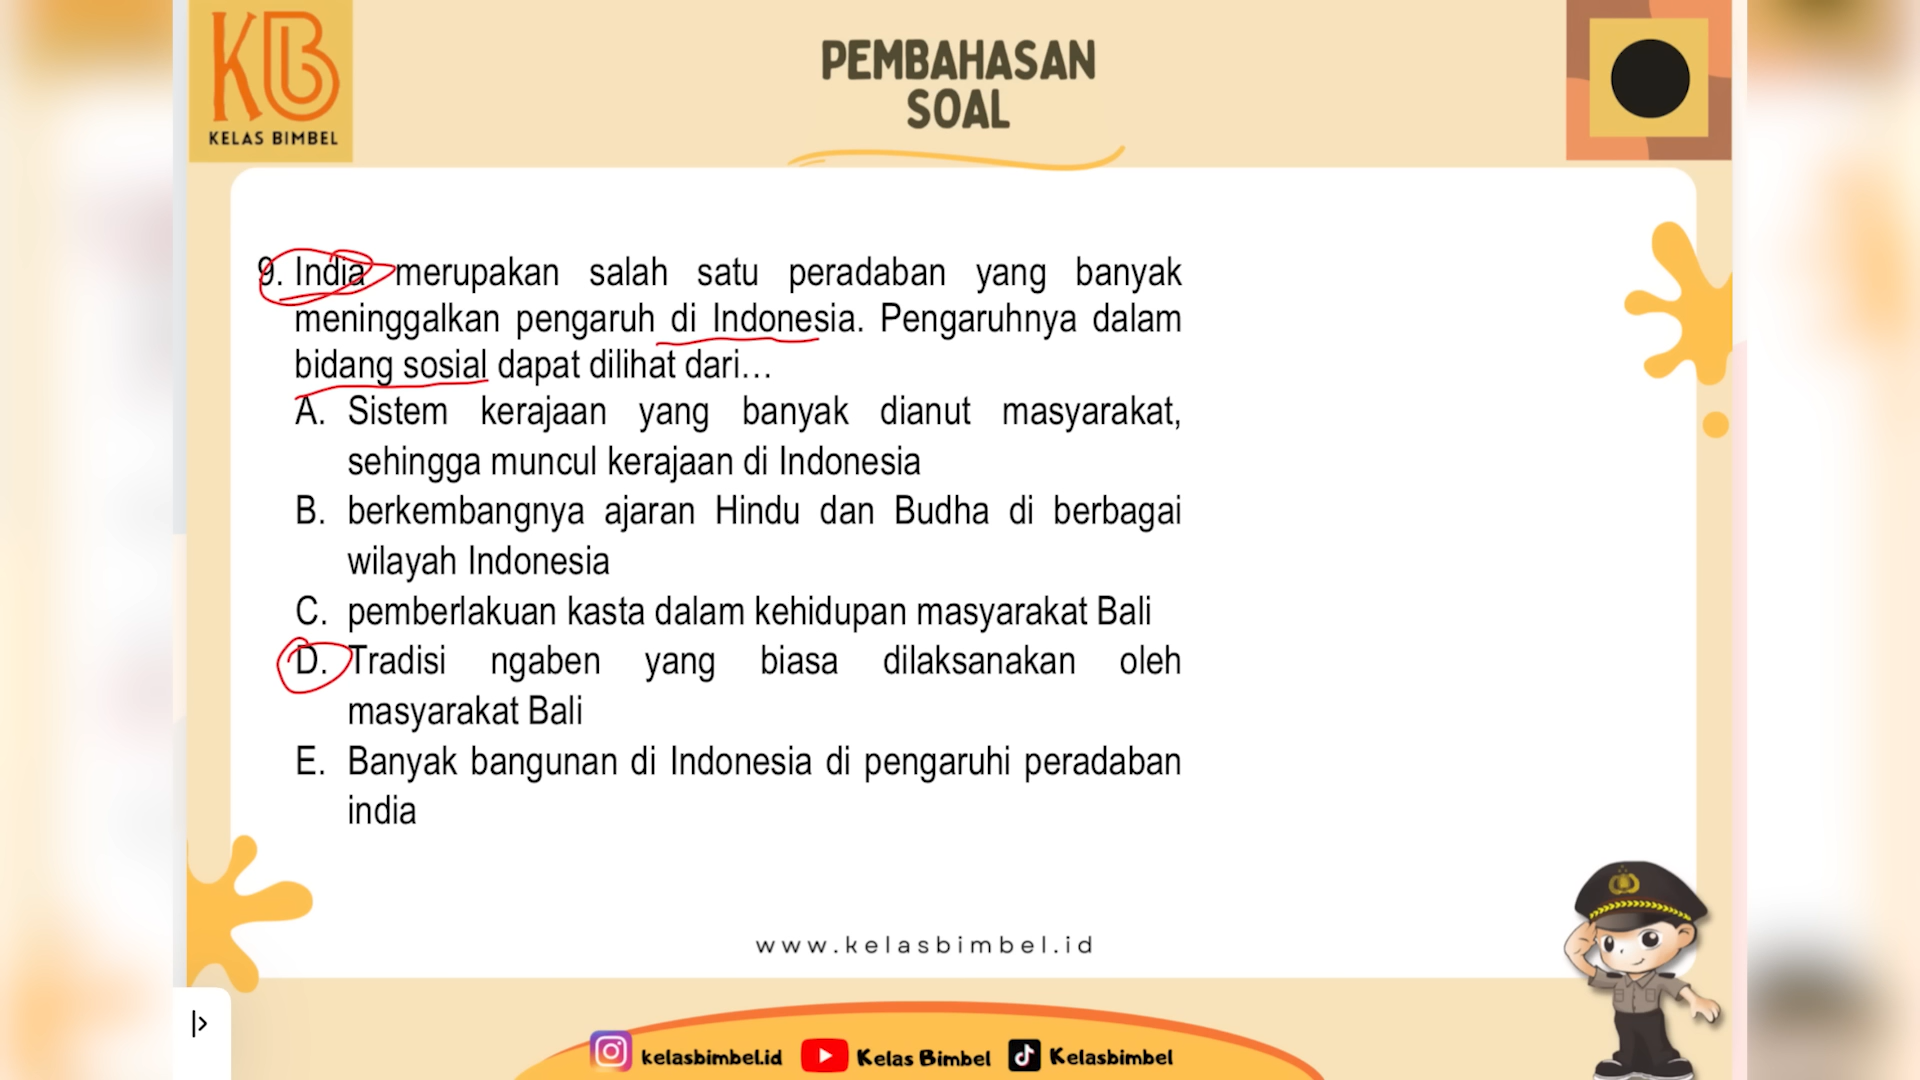 KB
KELAS BIMBEL
PEMBAHASAN
SOAL
9. India merupakan salah satu peradaban yang banyak
meninggalkan pengaruh di Indonesia. Pengaruhnya dalam
bidang sosial dapat dilihat dari...
A. Sistem kerajaan yang banyak dianut masyarakat,
sehingga muncul kerajaan di Indonesia
B. berkembangnya ajaran Hindu dan Budha di berbagai
wilayah Indonesia
C. pemberlakuan kasta dalam kehidupan masyarakat Bali
D. Tradisi ngaben yang biasa dilaksanakan oleh
masyarakat Bali
E. Banyak bangunan di Indonesia di pengaruhi peradaban
india
www.kelasbimbel.id
kelasbimbel.id Kelas Bimbel Kelasbimbel